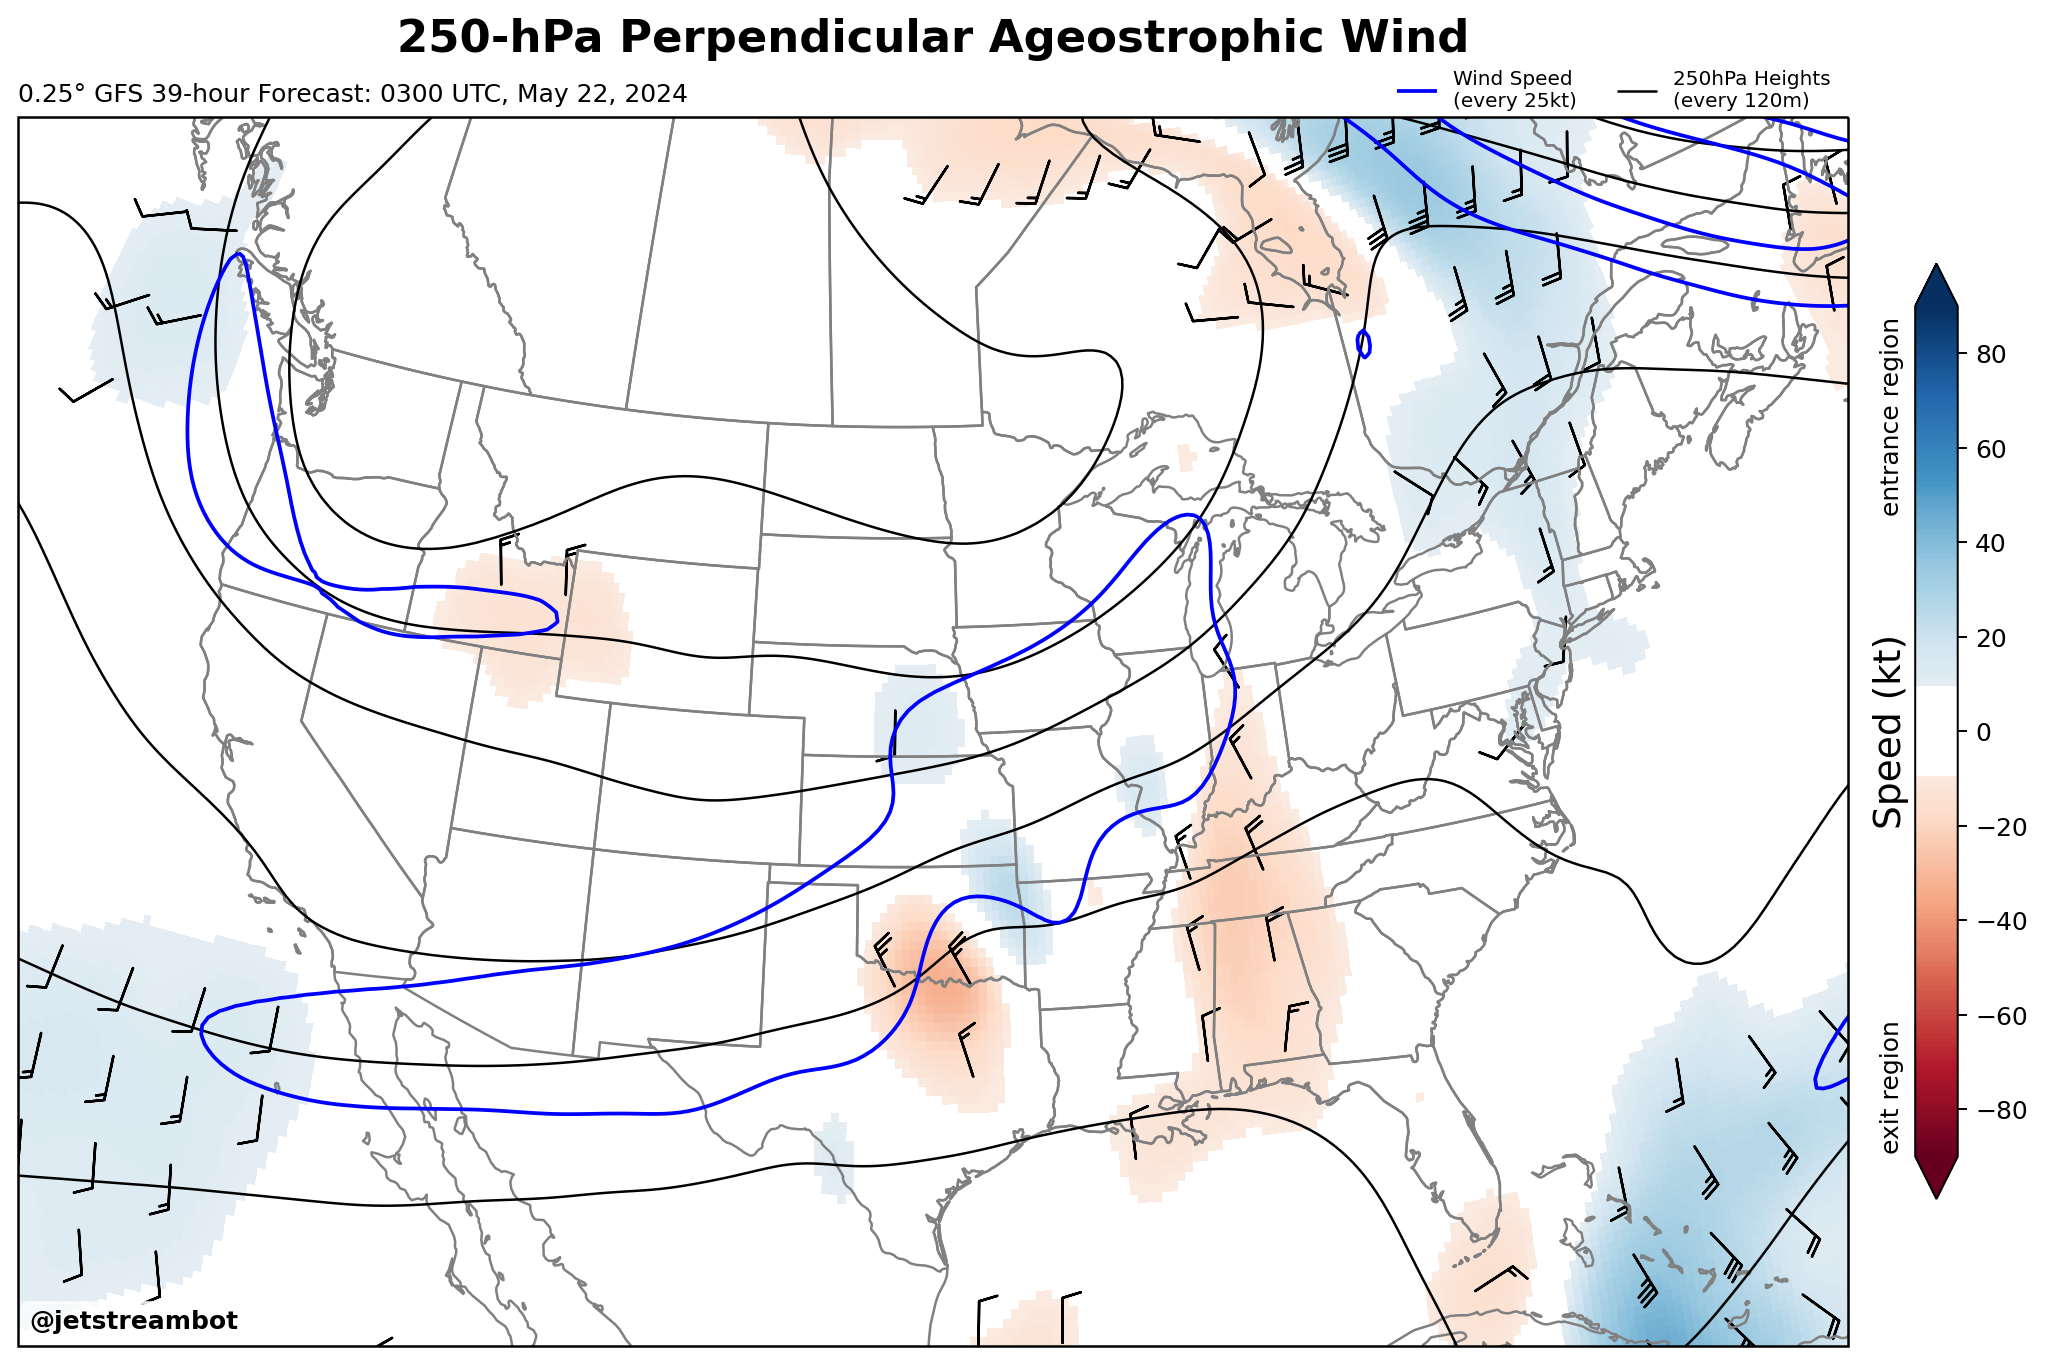 250-hPa Perpendicular Ageostrophic Wind
0.25° GFS 39-hour Forecast: 0300 UTC, May 22, 2024
Wind Speed
(every 25kt)
250hPa Heights
(every 120m)
entrance region
Speed (kt)
exit region
80
60
40
20
0
−20
−40
−60
−80
@jetstreambot